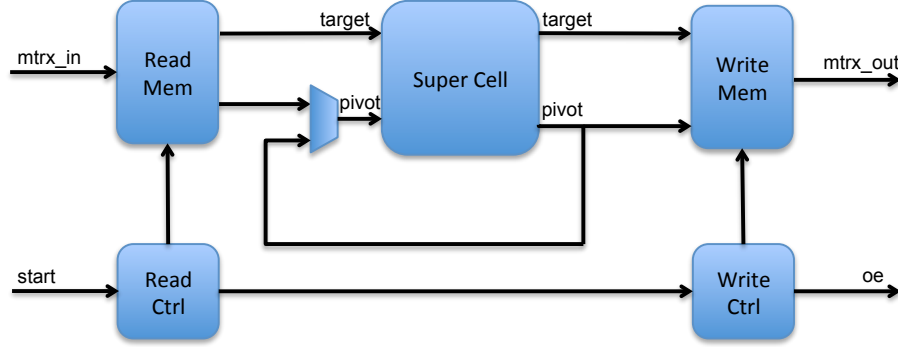 target
target
mtrx_in
Read
Mem
Super Cell
Write
Mem
mtrx_out
pivot
pivot
start
Read
Ctrl
Write
Ctrl
oe